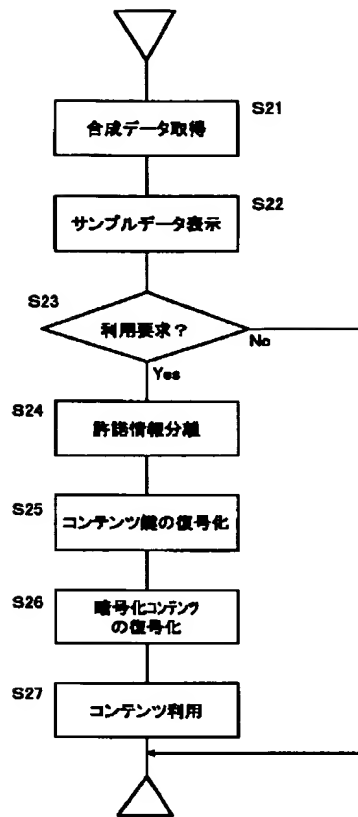 S21
合成データ取得
S22
サンプルデータ表示
S23
利用要求?
No
Yes
S24
許諾情報分離
S25
コンテンツ鍵の復号化
S26
暗号化コンテンツ
の復号化
S27
コンテンツ利用